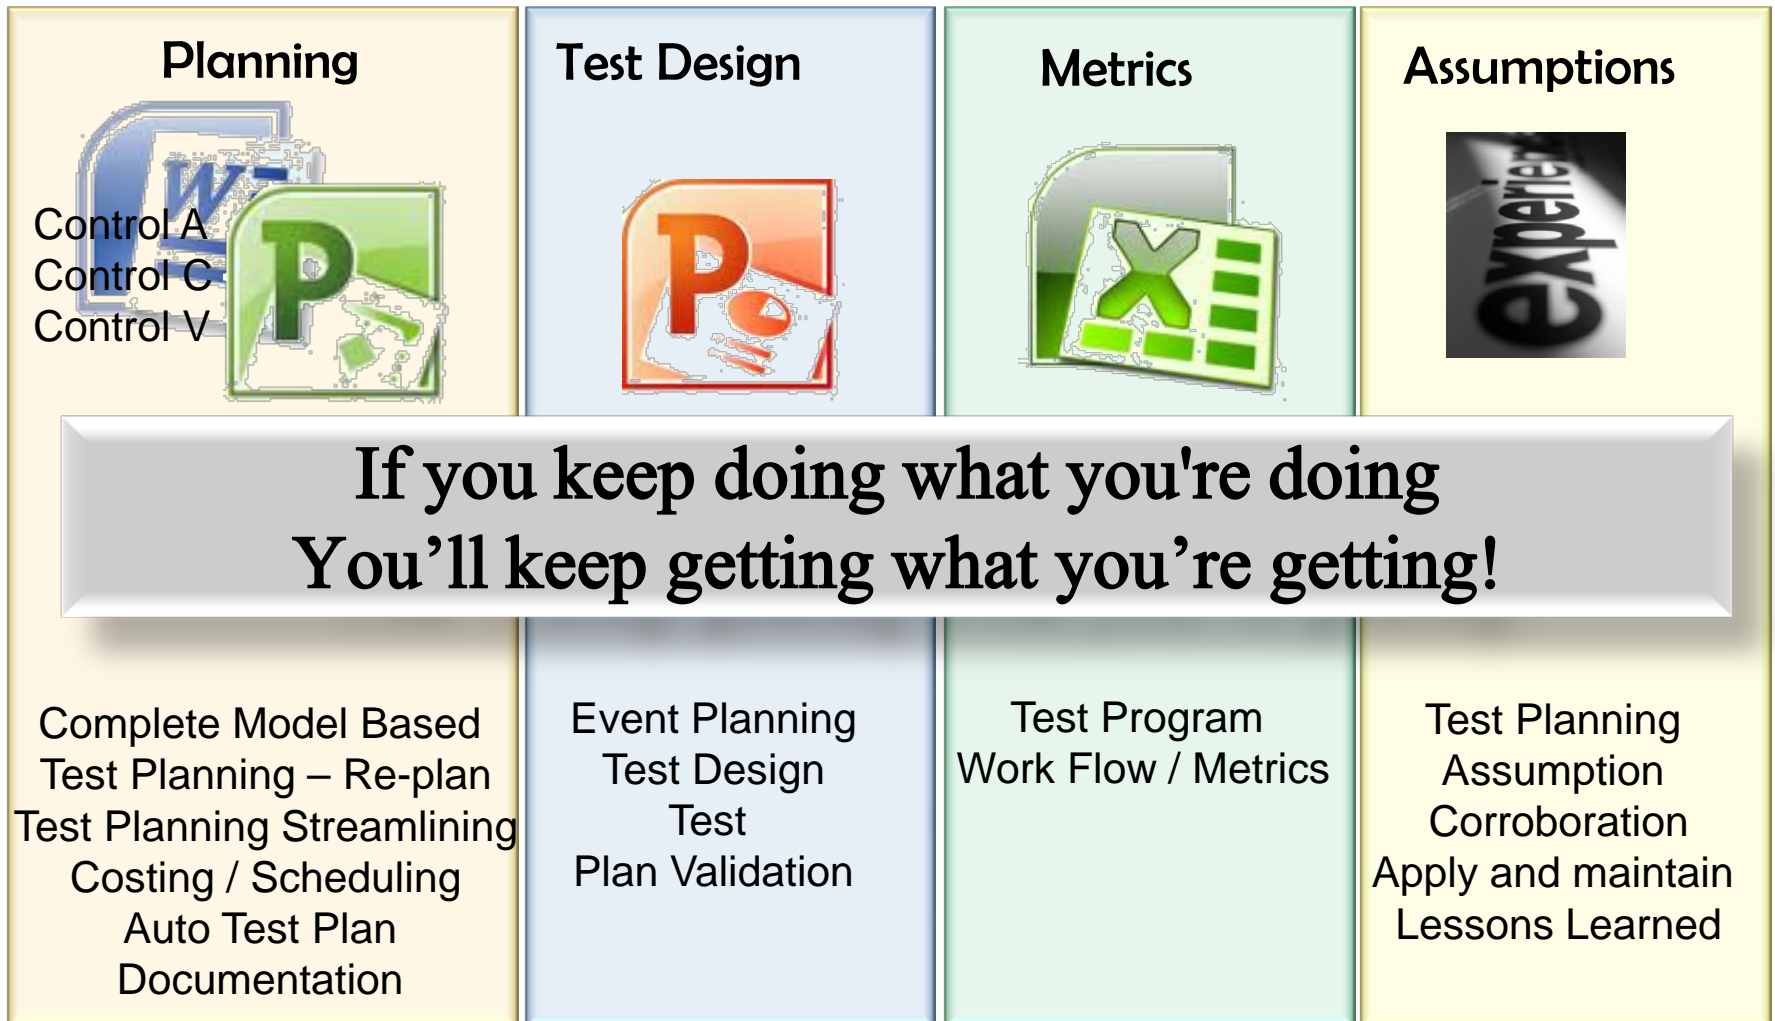 Planning
Control A
Control C
Control V
Complete Model Based
Test Planning – Re-plan
Test Planning Streamlining
Costing / Scheduling
Auto Test Plan
Documentation
Test Design
Event Planning
Test Design
Test
Plan Validation
Metrics
Test Program
Work Flow / Metrics
Assumptions
Test Planning
Assumption
Corroboration
Apply and maintain
Lessons Learned
If you keep doing what you're doing
You’ll keep getting what you’re getting!
W
P
P
X
experien